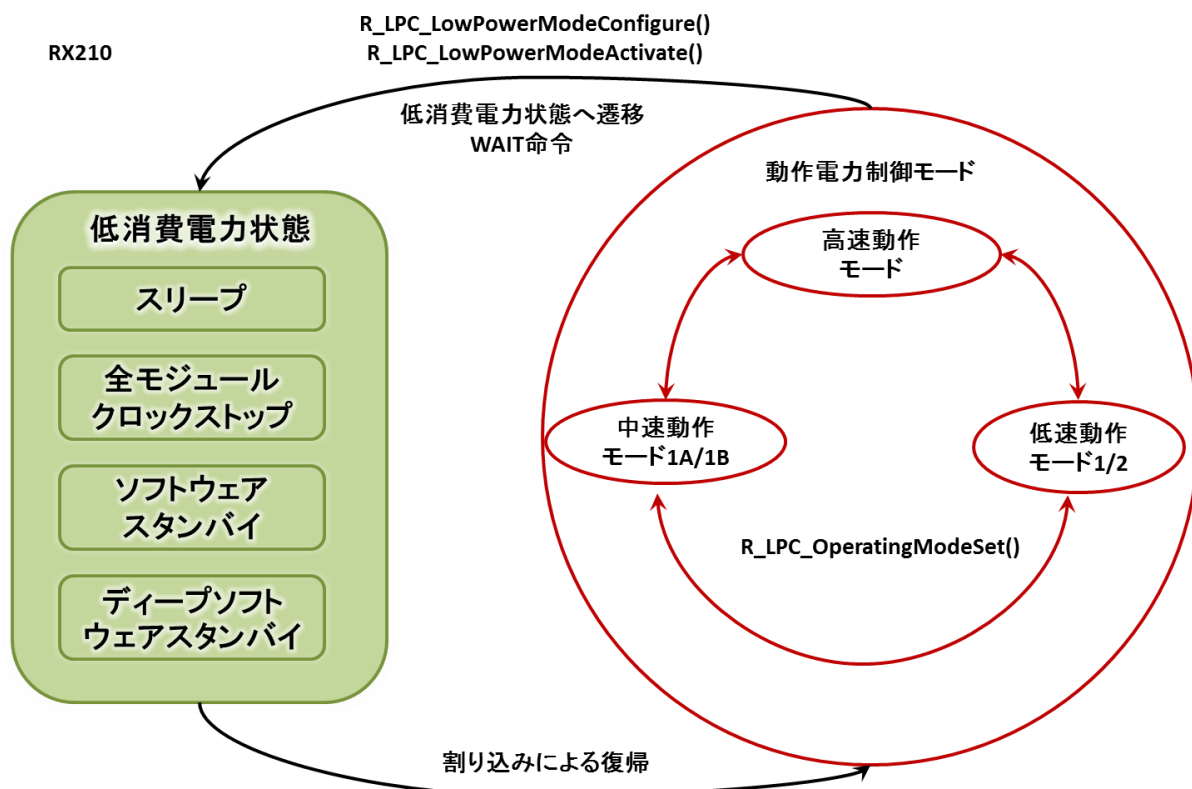 R_LPC_LowPowerModeConfigure()
RX210
R_LPC_LowPowerModeActivate()
低消費電力状態へ遷移
WAIT命令
動作電力制御モード
低消費電力状態
スリープ
全モジュール
クロックストップ
ソフトウェア
スタンバイ
ディープソフト
ウェアスタンバイ
高速動作
モード
中速動作
モード1A/1B
低速動作
モード1/2
R_LPC_OperatingModeSet()
割り込みによる復帰